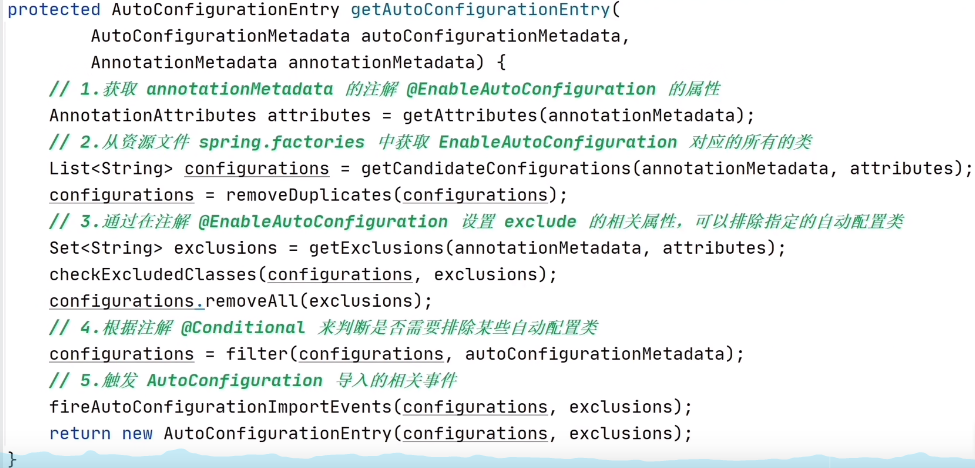 protected AutoConfigurationEntry getAutoConfigurationEntry(
        AutoConfigurationMetadata autoConfigurationMetadata,
        AnnotationMetadata annotationMetadata) {
    // 1.获取 annotationMetadata 的注解 @EnableAutoConfiguration 的属性
    AnnotationAttributes attributes = getAttributes(annotationMetadata);
    // 2.从资源文件 spring.factories 中获取 EnableAutoConfiguration 对应的所有的类
    List<String> configurations = getCandidateConfigurations(annotationMetadata, attributes);
    configurations = removeDuplicates(configurations);
    // 3.通过在注解 @EnableAutoConfiguration 设置 exclude 的相关属性，可以排除指定的自动配置类
    Set<String> exclusions = getExclusions(annotationMetadata, attributes);
    checkExcludedClasses(configurations, exclusions);
    configurations.removeAll(exclusions);
    // 4.根据注解 @Conditional 来判断是否需要排除某些自动配置类
    configurations = filter(configurations, autoConfigurationMetadata);
    // 5.触发 AutoConfiguration 导入的相关事件
    fireAutoConfigurationImportEvents(configurations, exclusions);
    return new AutoConfigurationEntry(configurations, exclusions);
}